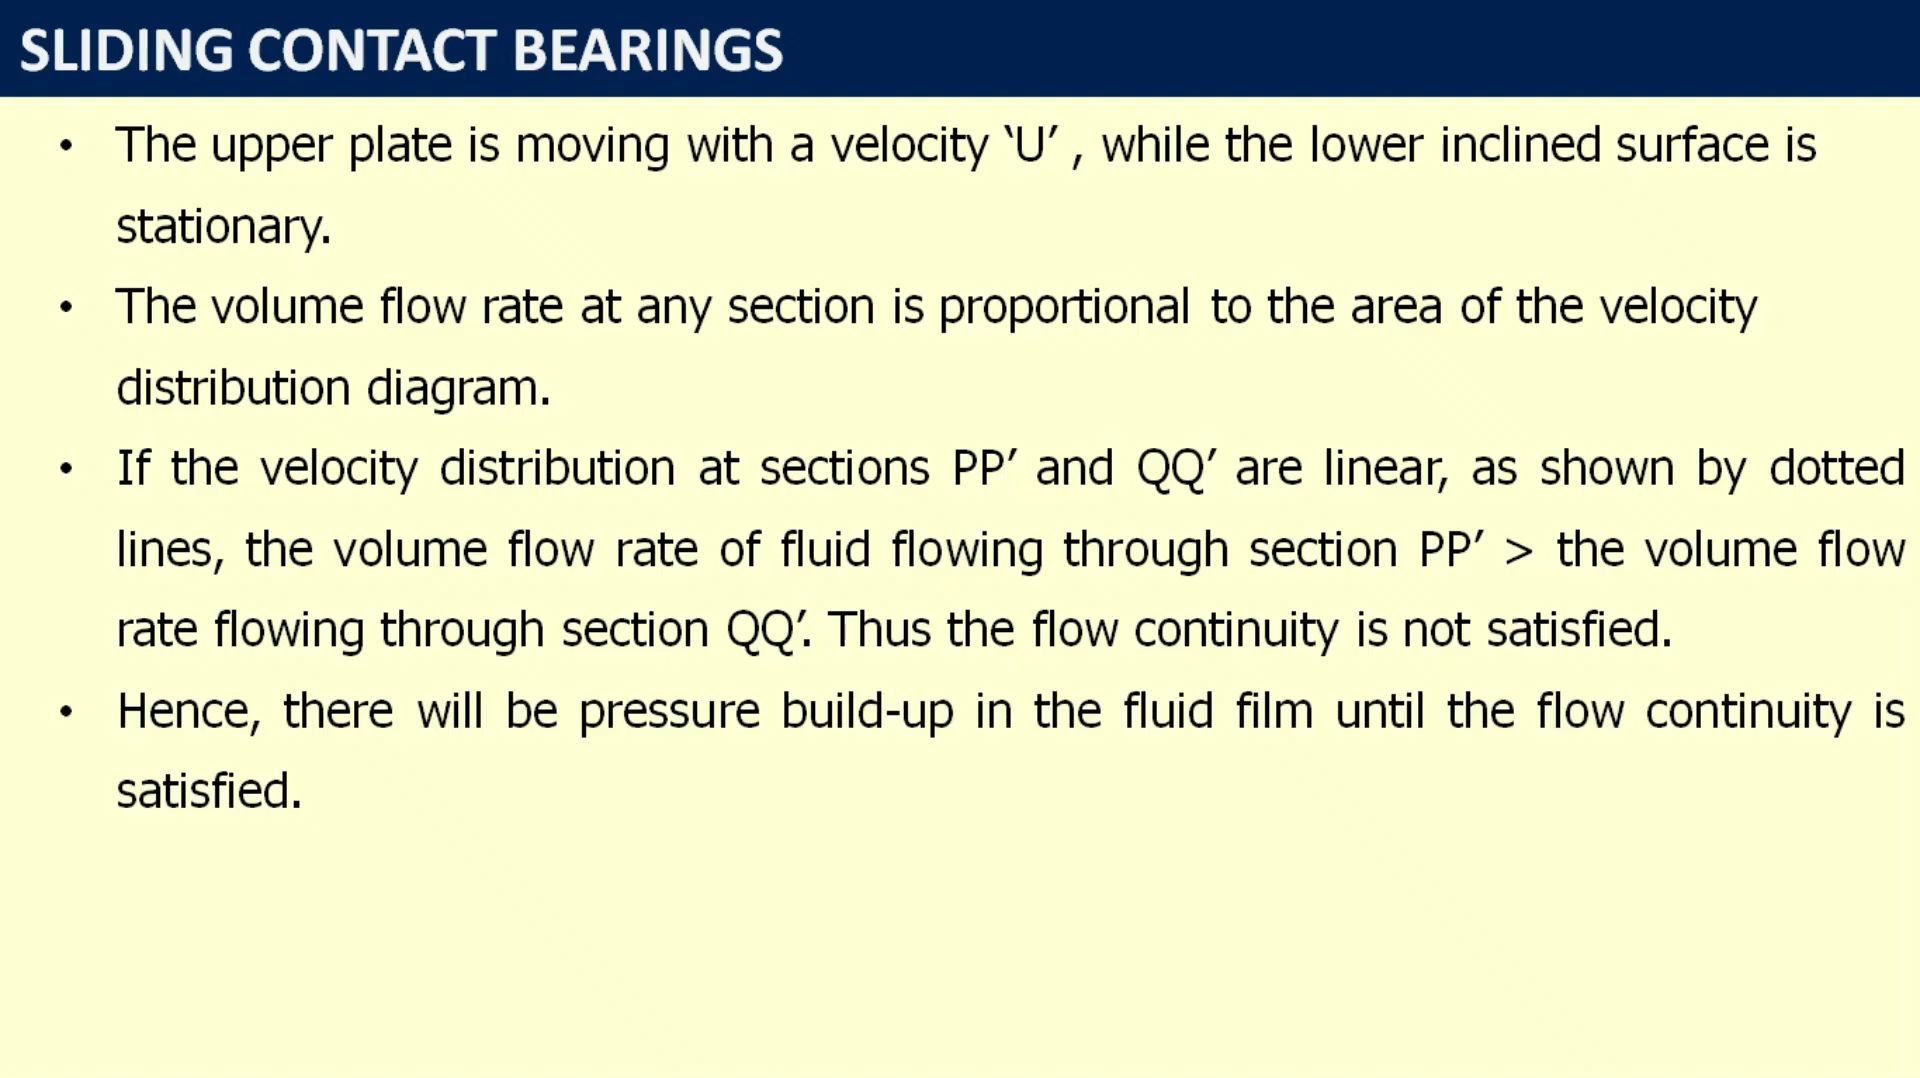 SLIDING CONTACT BEARINGS
• The upper plate is moving with a velocity ‘U’ , while the lower inclined surface is
stationary.
• The volume flow rate at any section is proportional to the area of the velocity
distribution diagram.
• If the velocity distribution at sections PP’ and QQ’ are linear, as shown by dotted
lines, the volume flow rate of fluid flowing through section PP’ > the volume flow
rate flowing through section QQ’. Thus the flow continuity is not satisfied.
• Hence, there will be pressure build-up in the fluid film until the flow continuity is
satisfied.